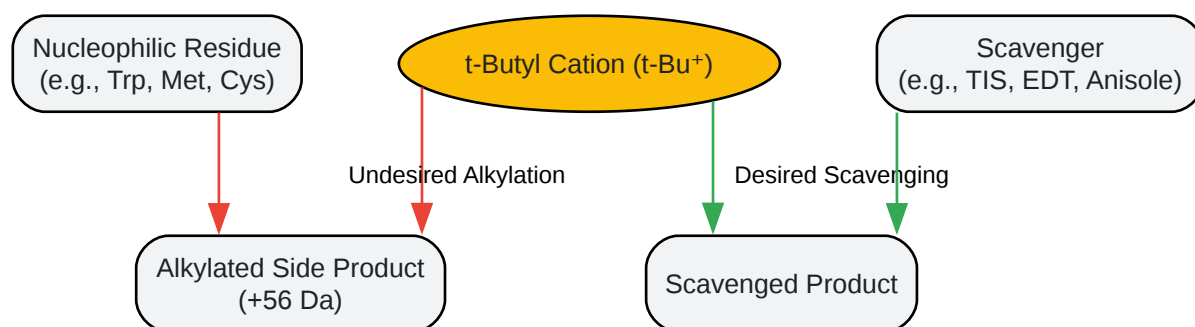 Nucleophilic Residue
(e.g., Trp, Met, Cys)
t-Butyl Cation (t-Bu⁺)
Scavenger
(e.g., TIS, EDT, Anisole)
Undesired Alkylation
Desired Scavenging
Alkylated Side Product
(+56 Da)
Scavenged Product